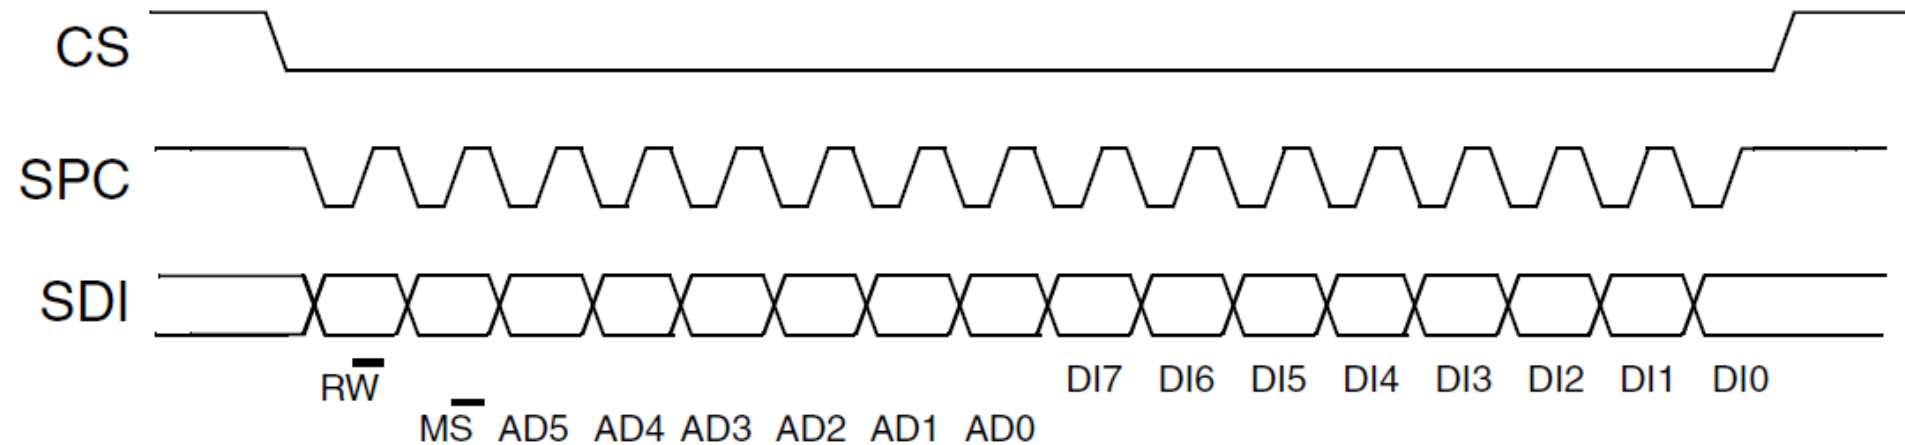 CS
SPC
SDI
RW̅ DI7 DI6 DI5 DI4 DI3 DI2 DI1 DI0
MS̅ AD5 AD4 AD3 AD2 AD1 AD0